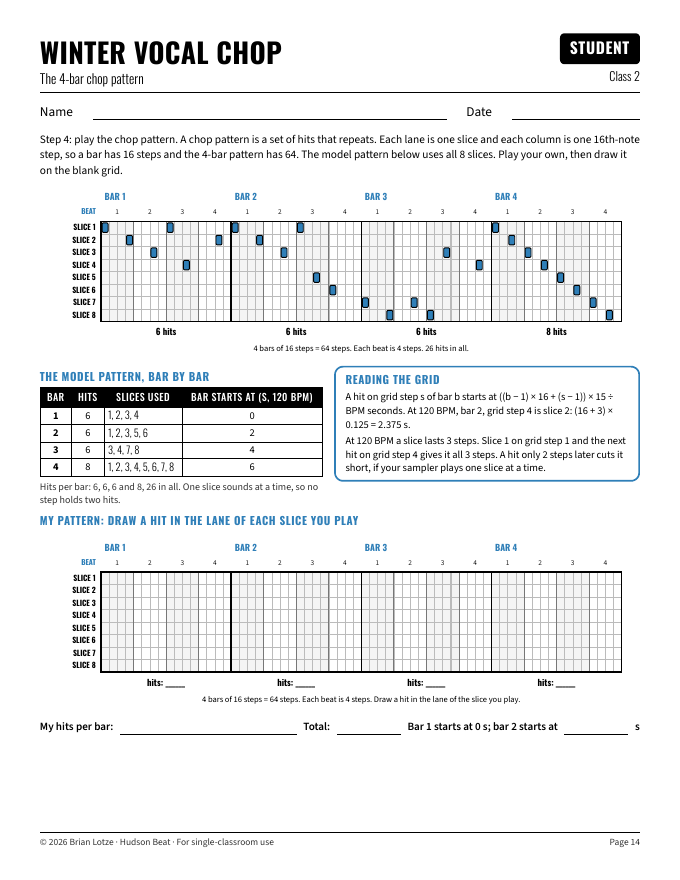 WINTER VOCAL CHOP
STUDENT
The 4-bar chop pattern
Class 2
Name
Date
Step 4: play the chop pattern. A chop pattern is a set of hits that repeats. Each lane is one slice and each column is one 16th-note
step, so a bar has 16 steps and the 4-bar pattern has 64. The model pattern below uses all 8 slices. Play your own, then draw it
on the blank grid.
BAR 1 BAR 2 BAR 3 BAR 4
BEAT 1 2 3 4 1 2 3 4 1 2 3 4 1 2 3 4
SLICE 1
SLICE 2
SLICE 3
SLICE 4
SLICE 5
SLICE 6
SLICE 7
SLICE 8
6 hits 6 hits 6 hits 8 hits
4 bars of 16 steps = 64 steps. Each beat is 4 steps. 26 hits in all.
THE MODEL PATTERN, BAR BY BAR
BAR HITS SLICES USED BAR STARTS AT (S, 120 BPM)
1 6 1, 2, 3, 4 0
2 6 1, 2, 3, 5, 6 2
3 6 3, 4, 7, 8 4
4 8 1, 2, 3, 4, 5, 6, 7, 8 6
Hits per bar: 6, 6, 6 and 8, 26 in all. One slice sounds at a time, so no
step holds two hits.
READING THE GRID
A hit on grid step s of bar b starts at ((b − 1) × 16 + (s − 1)) × 15 ÷
BPM seconds. At 120 BPM, bar 2, grid step 4 is slice 2: (16 + 3) ×
0.125 = 2.375 s.
At 120 BPM a slice lasts 3 steps. Slice 1 on grid step 1 and the next
hit on grid step 4 gives it all 3 steps. A hit only 2 steps later cuts it
short, if your sampler plays one slice at a time.
MY PATTERN: DRAW A HIT IN THE LANE OF EACH SLICE YOU PLAY
BAR 1 BAR 2 BAR 3 BAR 4
BEAT 1 2 3 4 1 2 3 4 1 2 3 4 1 2 3 4
SLICE 1
SLICE 2
SLICE 3
SLICE 4
SLICE 5
SLICE 6
SLICE 7
SLICE 8
hits: ____ hits: ____ hits: ____ hits: ____
4 bars of 16 steps = 64 steps. Each beat is 4 steps. Draw a hit in the lane of the slice you play.
My hits per bar: Total: Bar 1 starts at 0 s; bar 2 starts at s
© 2026 Brian Lotze · Hudson Beat · For single-classroom use
Page 14